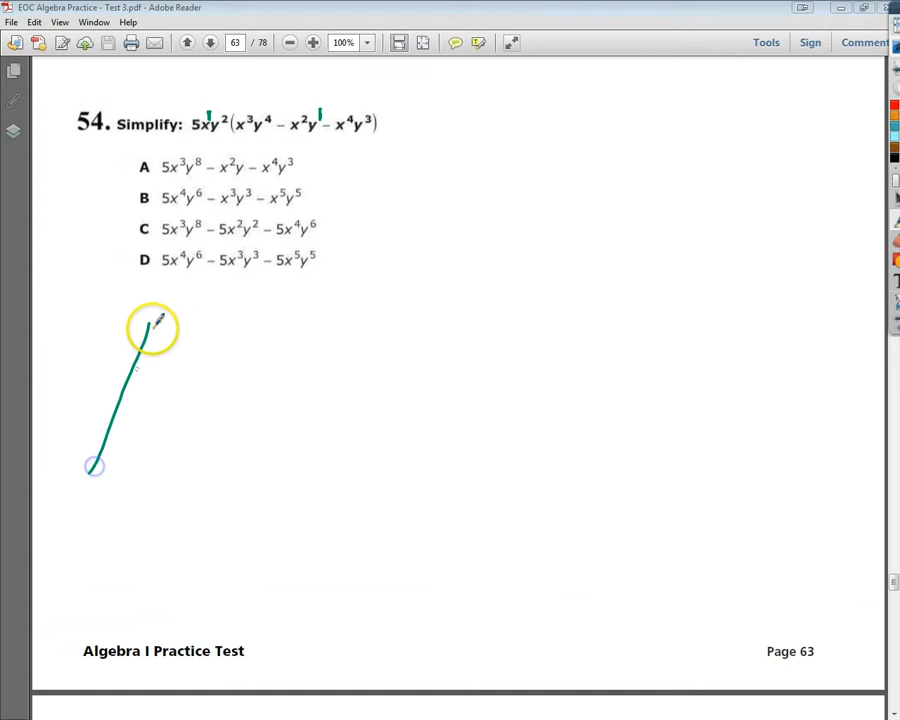 EOC Algebra Practice - Test 3.pdf - Adobe Reader
File Edit View Window Help
63 / 78 100% Tools Sign Comment
54. Simplify: 5x¹y²(x³y⁴ – x²y¹ – x⁴y³)
A 5x³y⁸ – x²y – x⁴y³
B 5x⁴y⁶ – x³y³ – x⁵y⁵
C 5x³y⁸ – 5x²y² – 5x⁴y⁶
D 5x⁴y⁶ – 5x³y³ – 5x⁵y⁵
Algebra I Practice Test Page 63